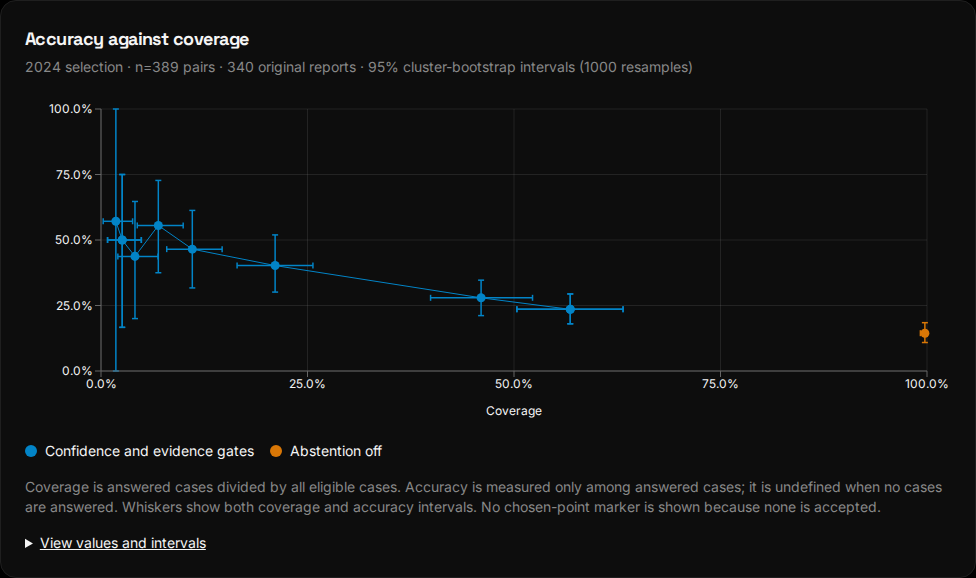 Accuracy against coverage
2024 selection · n=389 pairs · 340 original reports · 95% cluster-bootstrap intervals (1000 resamples)
100.0%
75.0%
50.0%
25.0%
0.0%
0.0% 25.0% 50.0% 75.0% 100.0%
Coverage
Confidence and evidence gates Abstention off
Coverage is answered cases divided by all eligible cases. Accuracy is measured only among answered cases; it is undefined when no cases
are answered. Whiskers show both coverage and accuracy intervals. No chosen-point marker is shown because none is accepted.
View values and intervals